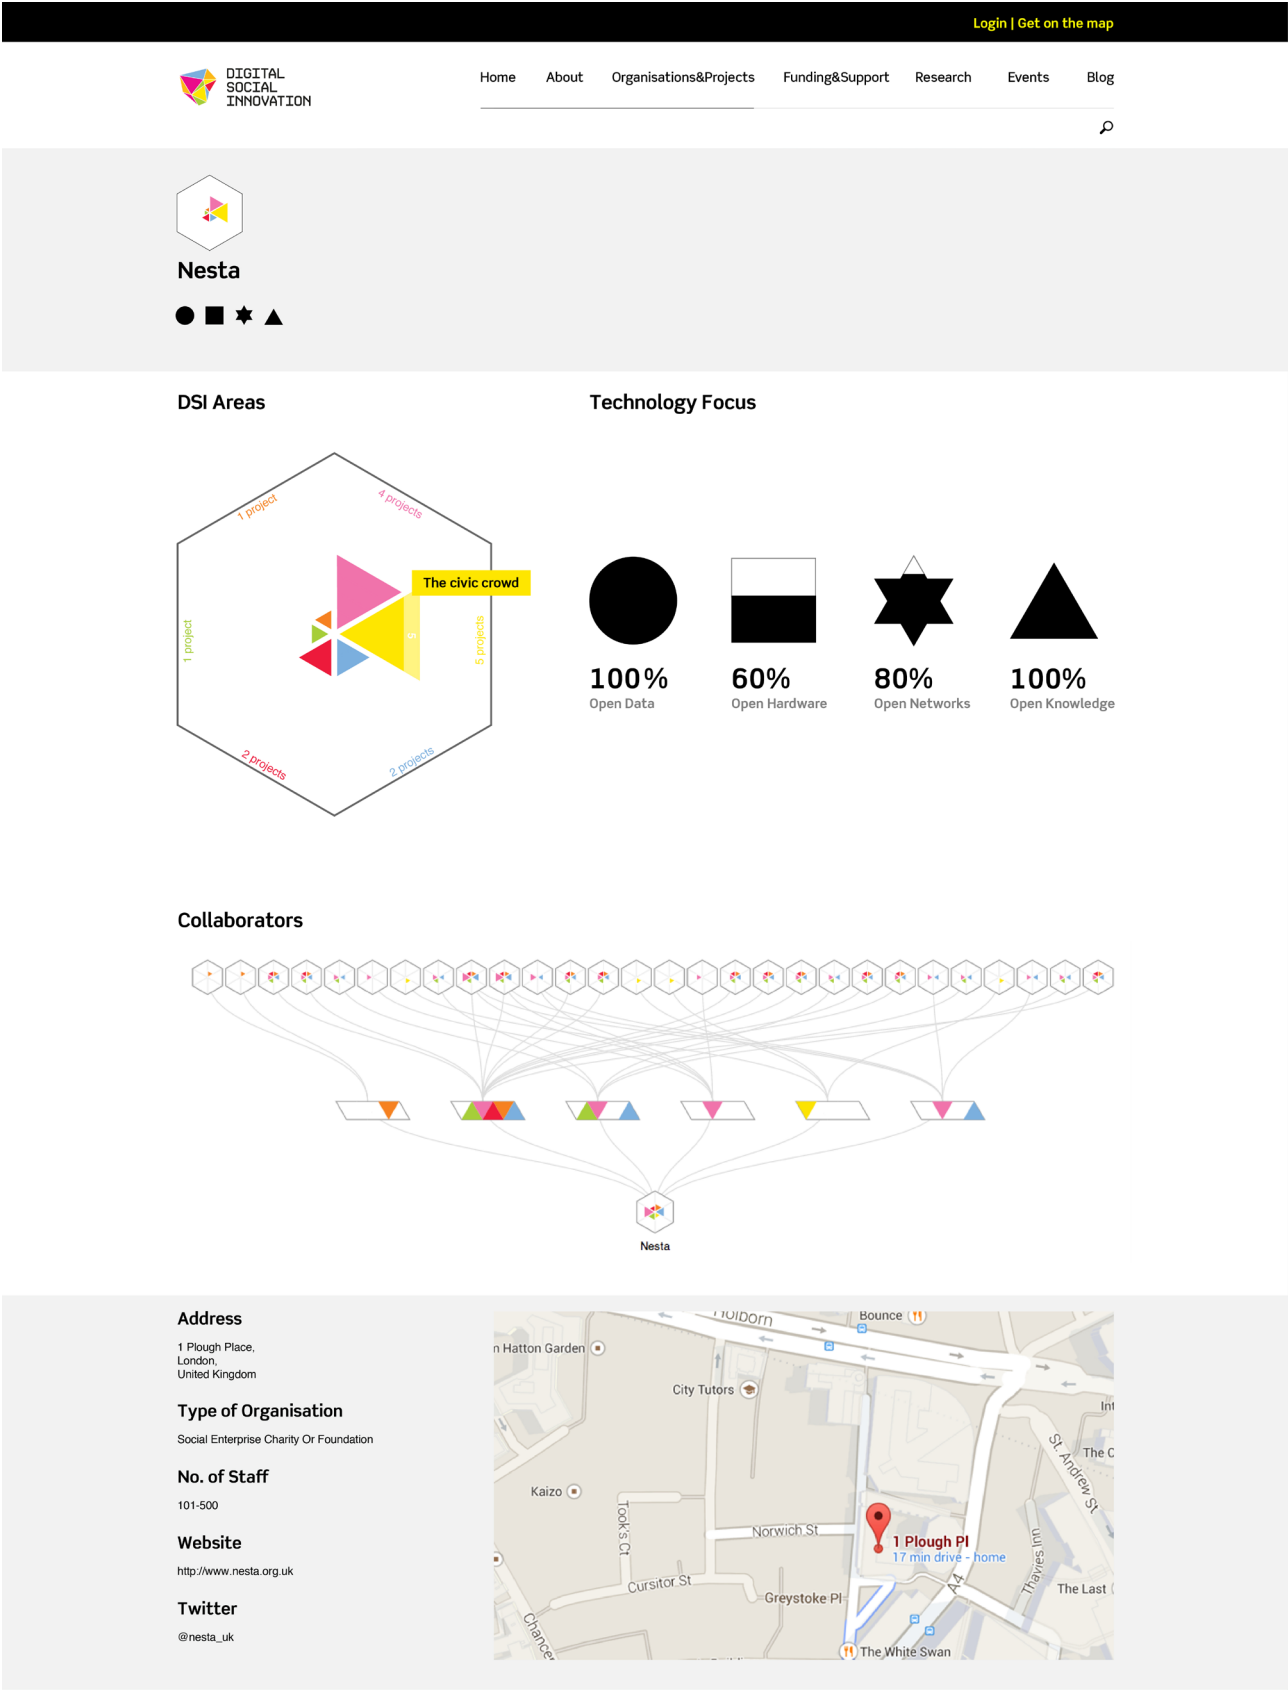 Login | Get on the map
DIGITAL
SOCIAL
INNOVATION
Home About Organisations&Projects Funding&Support Research Events Blog
Nesta
DSI Areas
Technology Focus
1 project
4 projects
The civic crowd
5
1 project
5 projects
2 projects
2 projects
100% 60% 80% 100%
Open Data Open Hardware Open Networks Open Knowledge
Collaborators
Nesta
Address
1 Plough Place,
London,
United Kingdom
Type of Organisation
Social Enterprise Charity Or Foundation
No. of Staff
101-500
Website
http://www.nesta.org.uk
Twitter
@nesta_uk
Holborn
Bounce
n Hatton Garden
City Tutors
Int
St. Andrew St
The C
Kaizo
Took's Ct
Norwich St
1 Plough Pl
17 min drive - home
Thavies Inn
Cursitor St
Greystoke Pl
A4
The Last
Chance
The White Swan